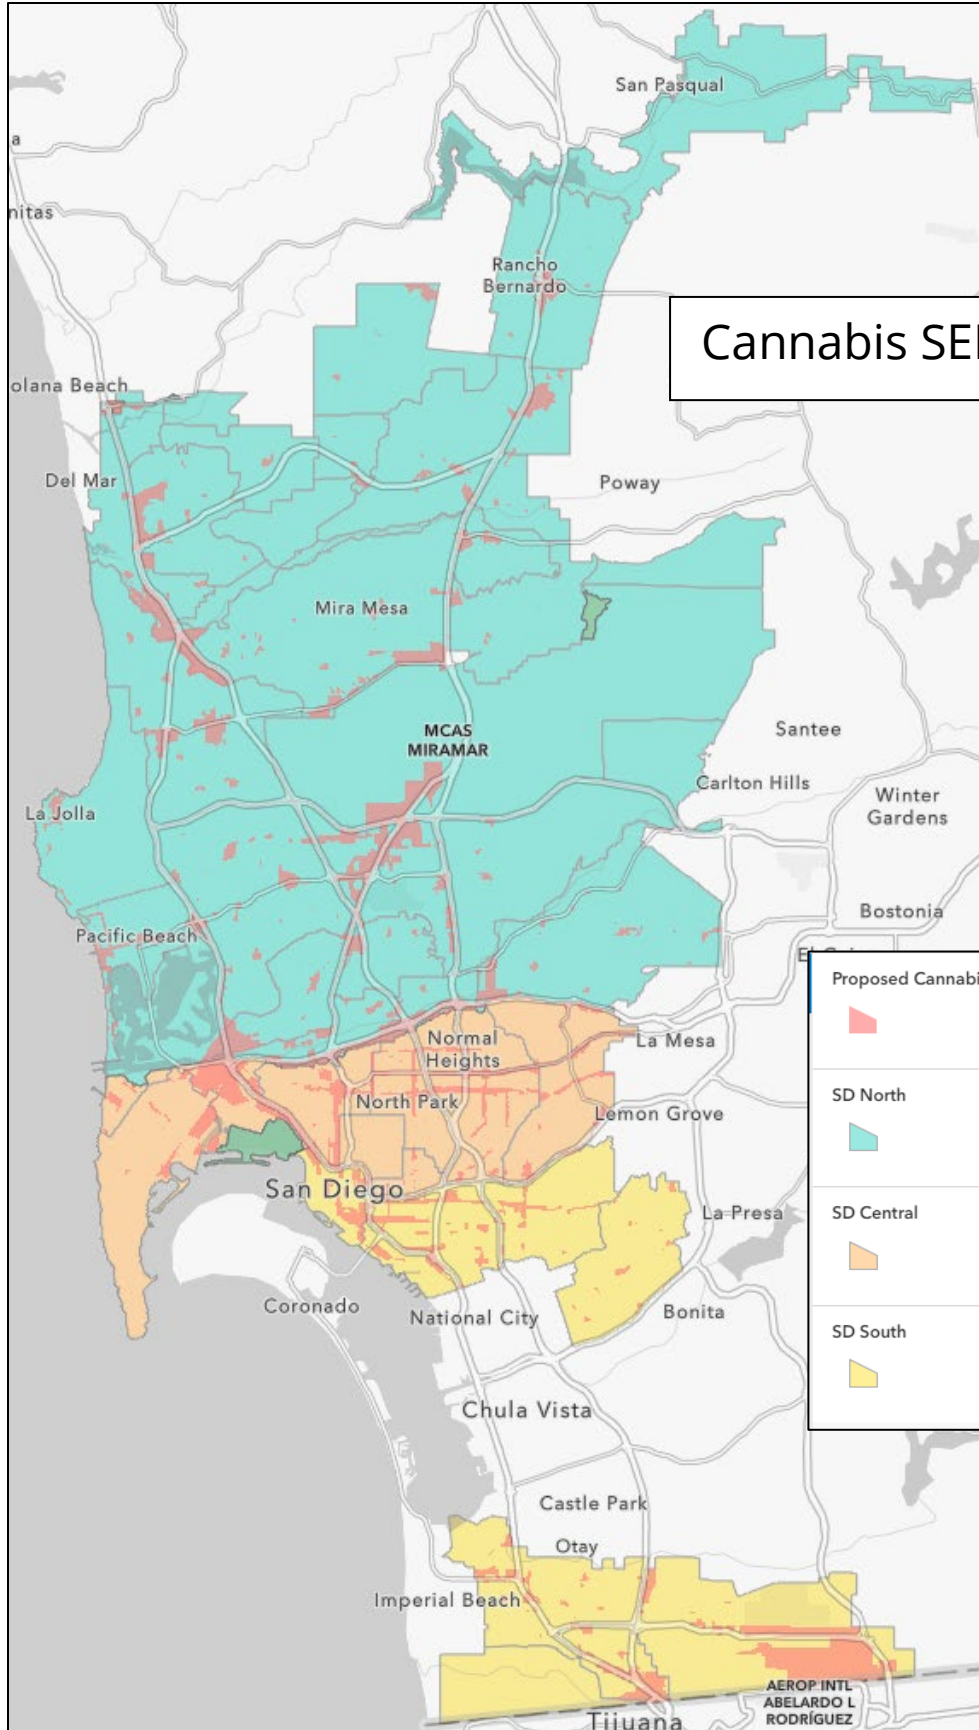 San Pasqual
a
nitas
Rancho
Bernardo
Cannabis SE
olana Beach
Del Mar
Poway
Mira Mesa
MCAS
MIRAMAR
Santee
Carlton Hills
La Jolla
Winter
Gardens
Bostonia
Pacific Beach
Proposed Cannabi
Normal
Heights
La Mesa
SD North
North Park
Lemon Grove
San Diego
La Presa
SD Central
Coronado
National City
Bonita
SD South
Chula Vista
Castle Park
Otay
Imperial Beach
AEROP INTL
ABELARDO L
RODRÍGUEZ
Tijuana